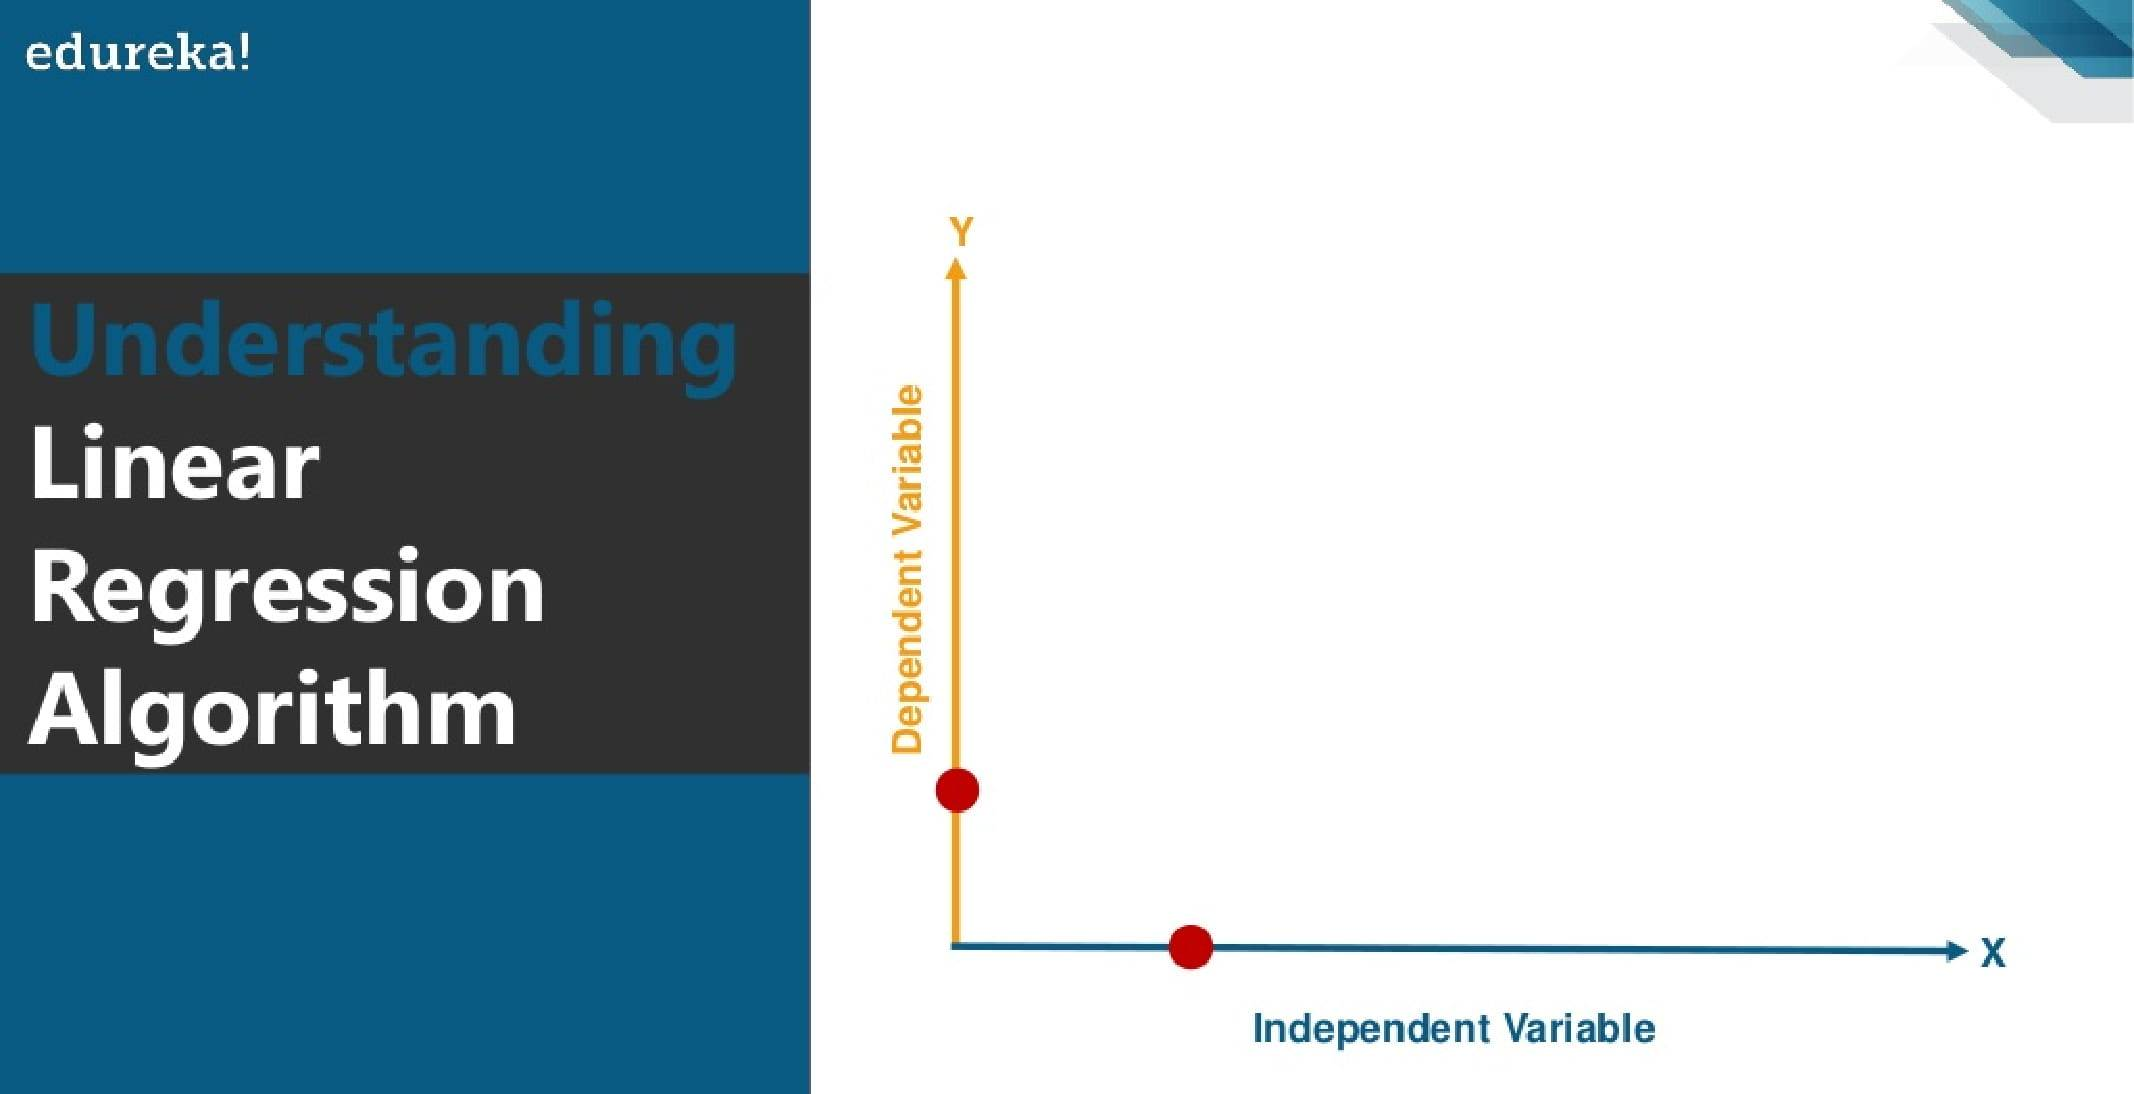 edureka!
Understanding
Linear
Regression
Algorithm
Y
Dependent Variable
X
Independent Variable